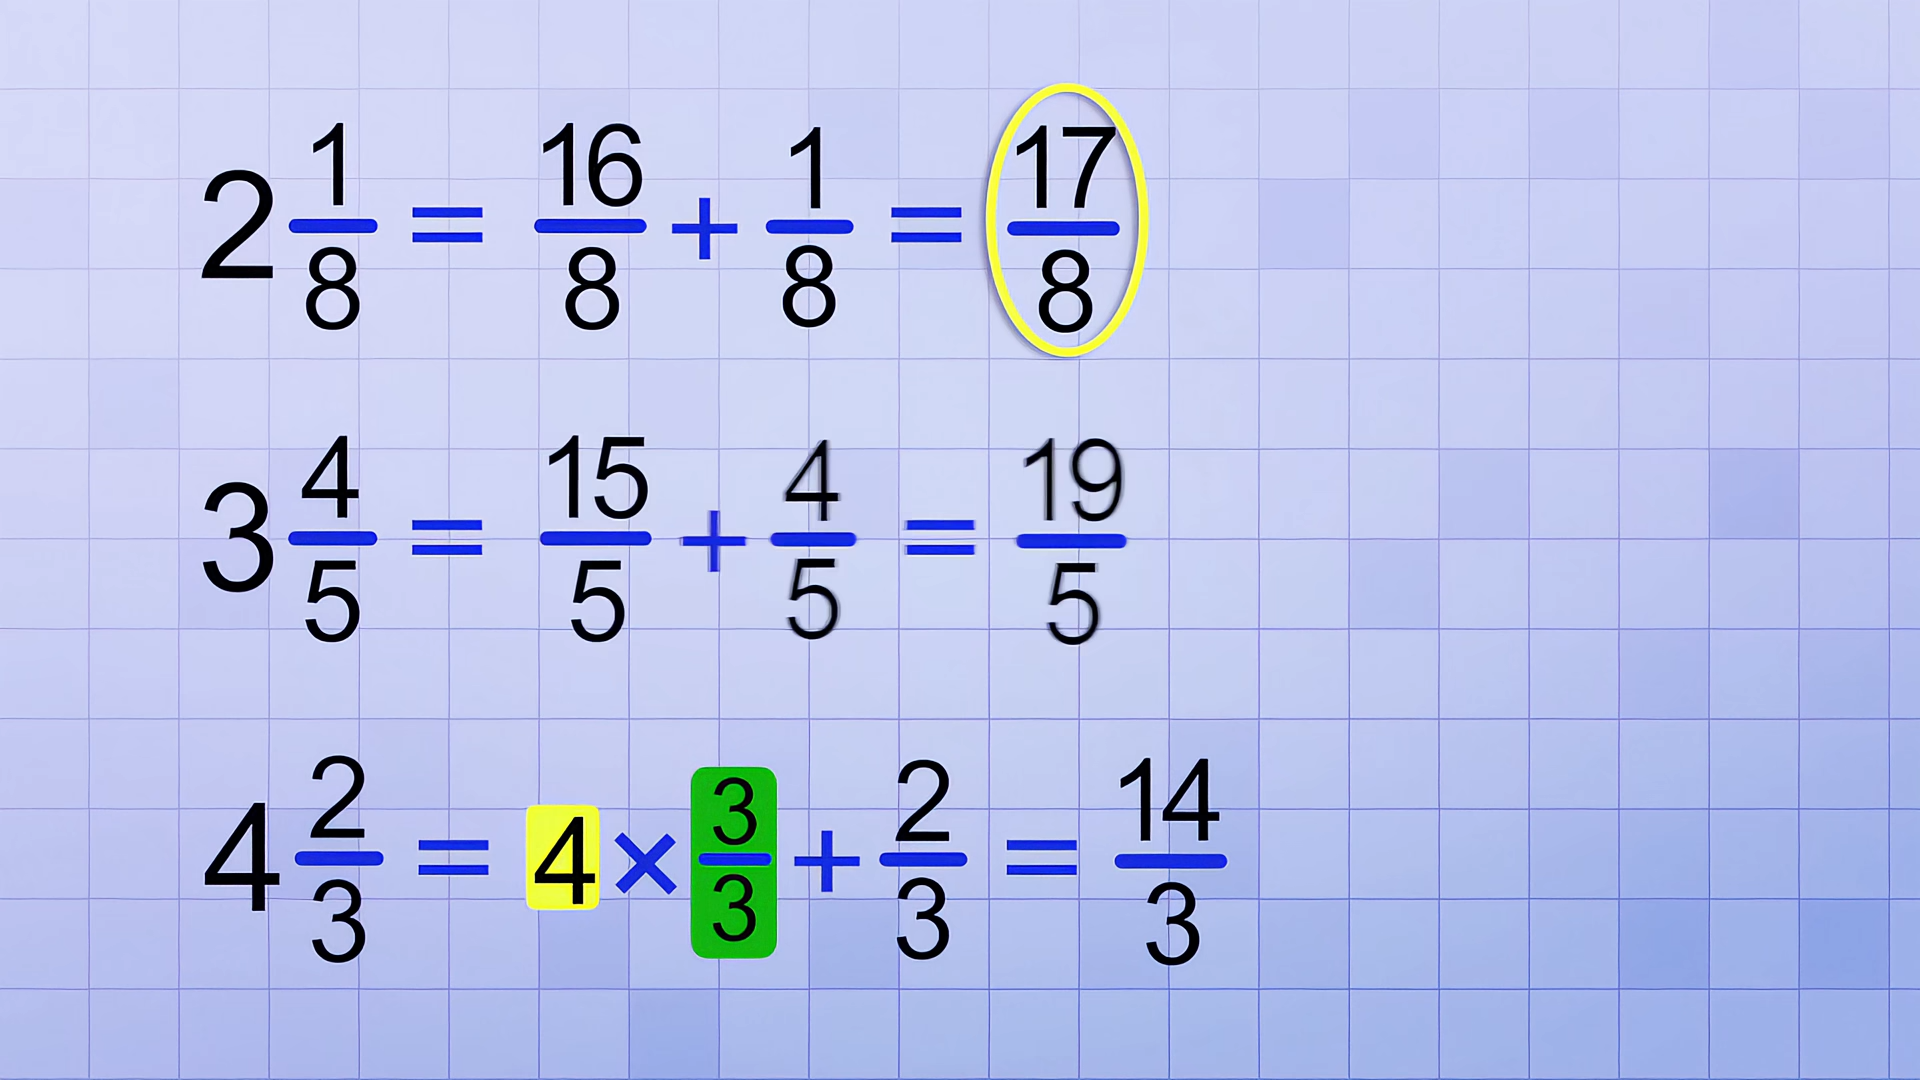 2 1/8 = 16/8 + 1/8 = 17/8
3 4/5 = 15/5 + 4/5 = 19/5
4 2/3 = 4 × 3/3 + 2/3 = 14/3